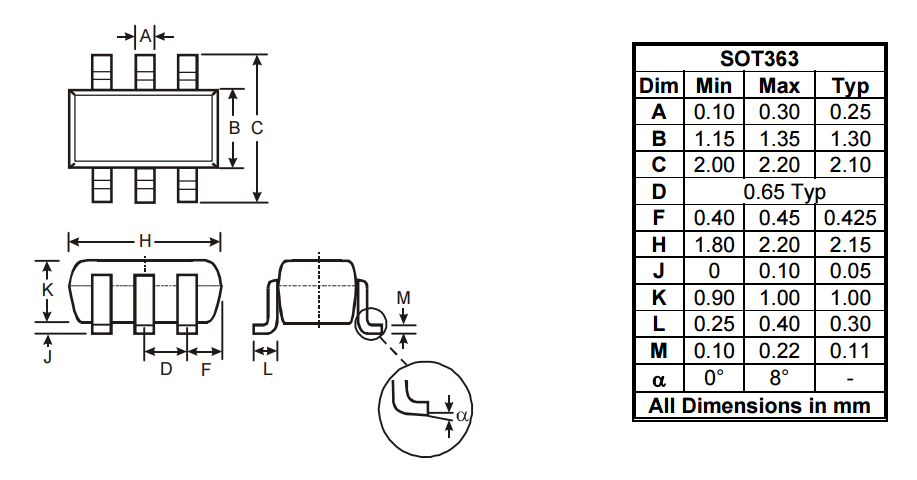 A
B
C
H
K
J
D
F
L
M
α
SOT363
Dim Min Max Typ
A 0.10 0.30 0.25
B 1.15 1.35 1.30
C 2.00 2.20 2.10
D 0.65 Typ
F 0.40 0.45 0.425
H 1.80 2.20 2.15
J 0 0.10 0.05
K 0.90 1.00 1.00
L 0.25 0.40 0.30
M 0.10 0.22 0.11
α 0° 8° -
All Dimensions in mm